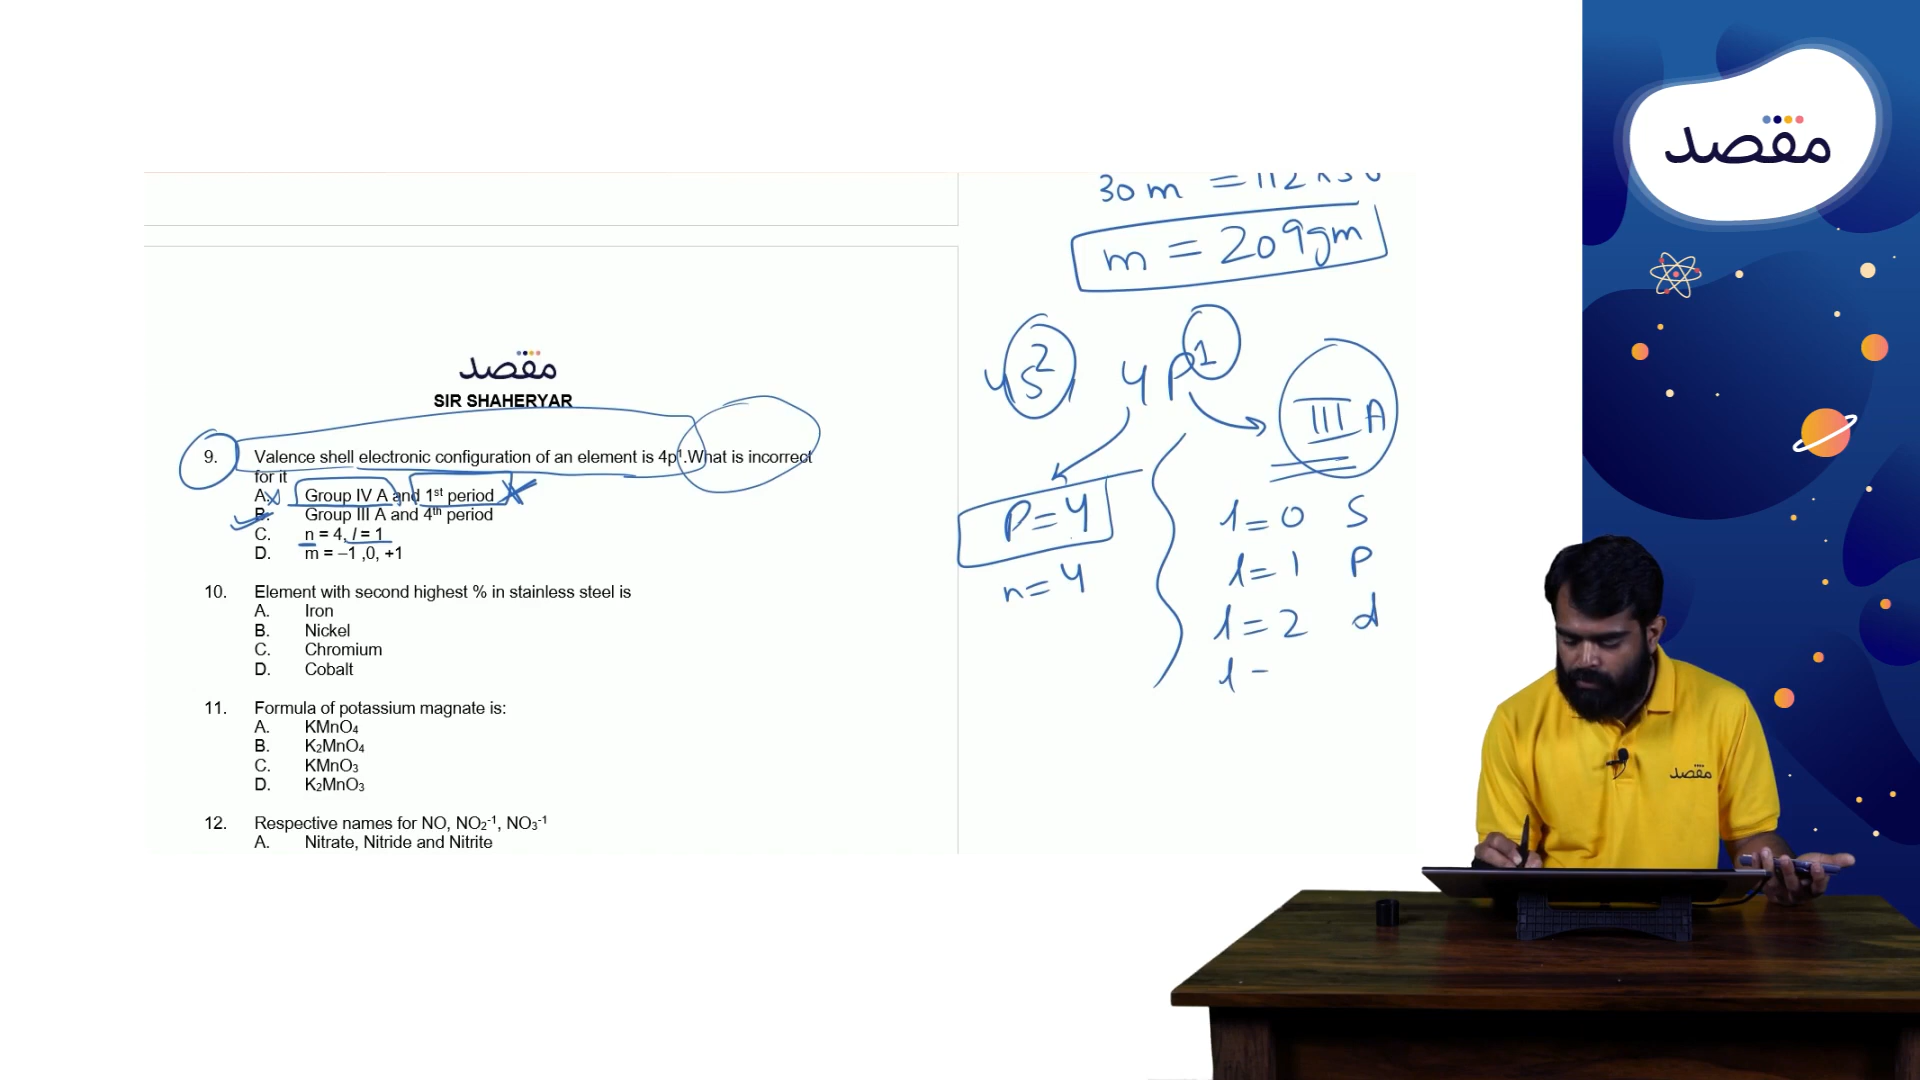 مقصد
30 m = 112 x 30
m = 209gm
4s² 4p¹
III A
P=4
n=4
l=0 S
l=1 P
l=2 d
l=
مقصد
SIR SHAHERYAR
9. Valence shell electronic configuration of an element is 4p¹.What is incorrect
for it
A. Group IV A and 1st period
B. Group III A and 4th period
C. n = 4, l = 1
D. m = –1 ,0, +1
10. Element with second highest % in stainless steel is
A. Iron
B. Nickel
C. Chromium
D. Cobalt
11. Formula of potassium magnate is:
A. KMnO₄
B. K₂MnO₄
C. KMnO₃
D. K₂MnO₃
12. Respective names for NO, NO₂⁻¹, NO₃⁻¹
A. Nitrate, Nitride and Nitrite
مقصد